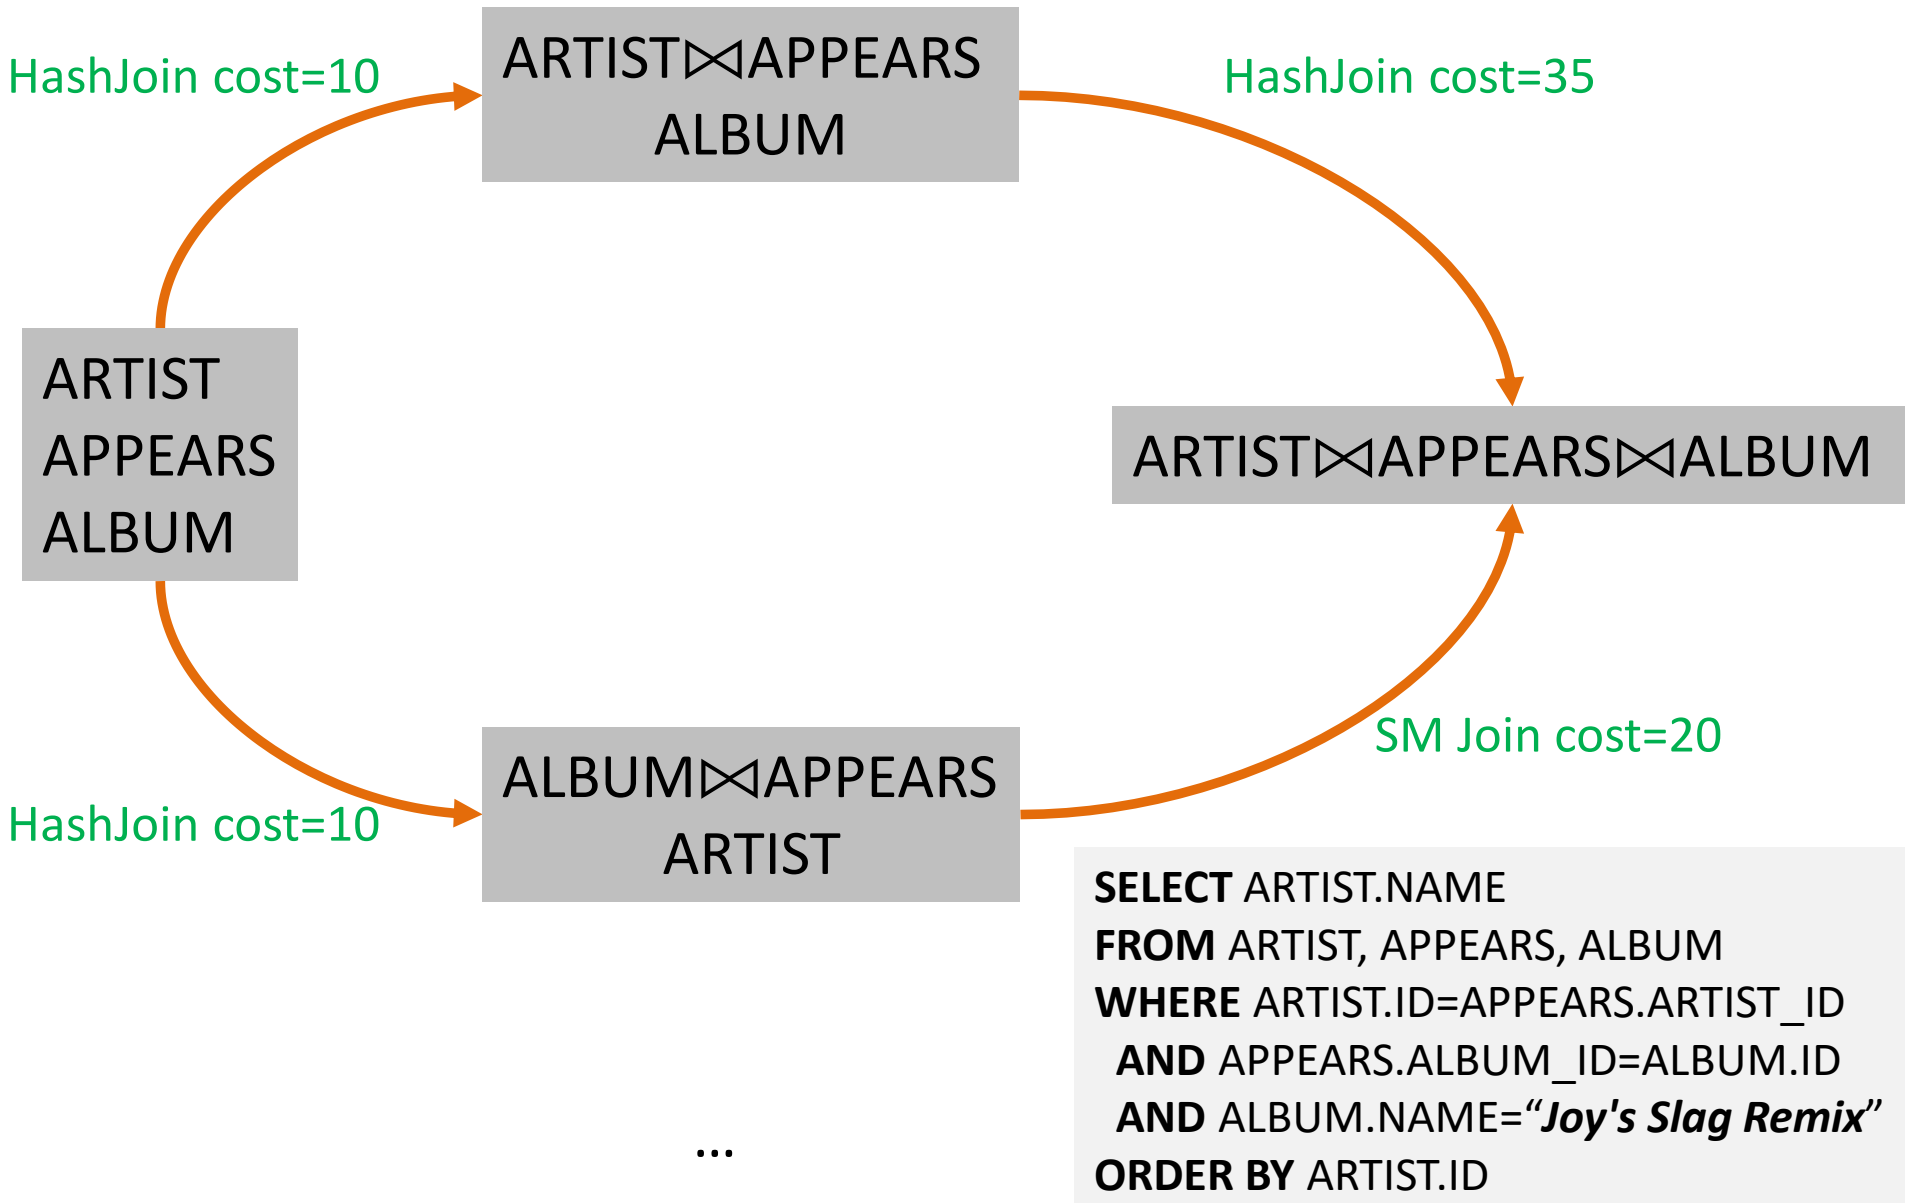 HashJoin cost=10
ARTIST⨝APPEARS
ALBUM
HashJoin cost=35
ARTIST
APPEARS
ALBUM
ARTIST⨝APPEARS⨝ALBUM
HashJoin cost=10
ALBUM⨝APPEARS
ARTIST
SM Join cost=20
SELECT ARTIST.NAME
FROM ARTIST, APPEARS, ALBUM
WHERE ARTIST.ID=APPEARS.ARTIST_ID
AND APPEARS.ALBUM_ID=ALBUM.ID
AND ALBUM.NAME=“Joy's Slag Remix”
ORDER BY ARTIST.ID
...